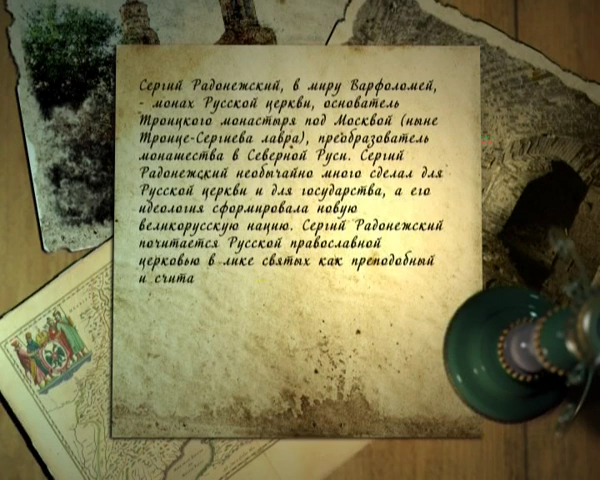 Сергий Радонежский, в миру Варфоломей,
- монах Русской церкви, основатель
Троицкого монастыря под Москвой (ныне
Троице-Сергиева лавра), преобразователь
монашества в Северной Руси. Сергий
Радонежский необычайно много сделал для
Русской церкви и для государства, а его
идеология сформировала новую
великорусскую нацию. Сергий Радонежский
почитается Русской православной
церковью в лике святых как преподобный
и счита